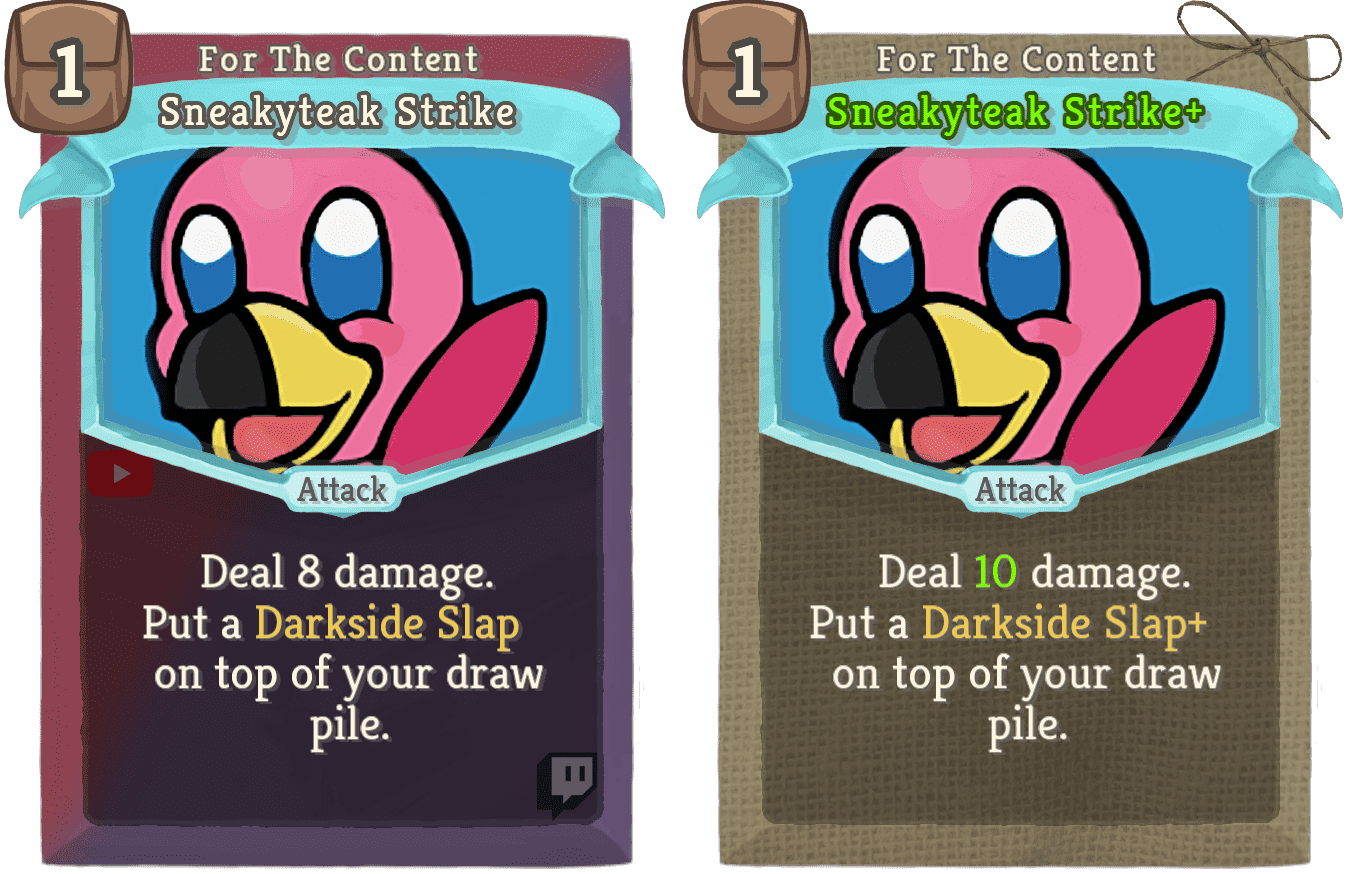 1
For The Content
Sneakyteak Strike
Attack
Deal 8 damage.
Put a Darkside Slap
on top of your draw
pile.
1
For The Content
Sneakyteak Strike+
Attack
Deal 10 damage.
Put a Darkside Slap+
on top of your draw
pile.